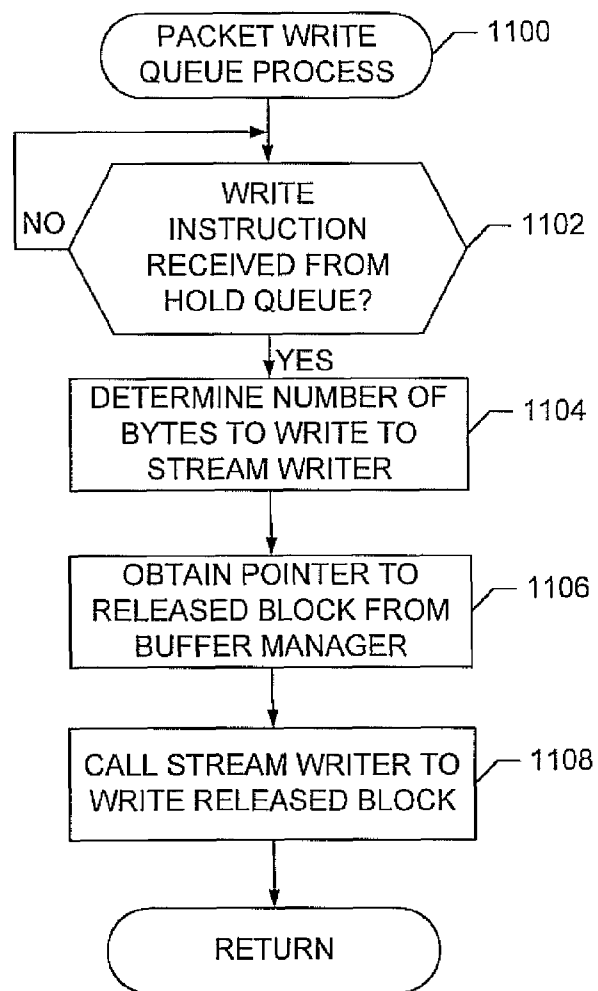 PACKET WRITE
QUEUE PROCESS
1100
NO
WRITE
INSTRUCTION
RECEIVED FROM
HOLD QUEUE?
1102
YES
DETERMINE NUMBER OF
BYTES TO WRITE TO
STREAM WRITER
1104
OBTAIN POINTER TO
RELEASED BLOCK FROM
BUFFER MANAGER
1106
CALL STREAM WRITER TO
WRITE RELEASED BLOCK
1108
RETURN